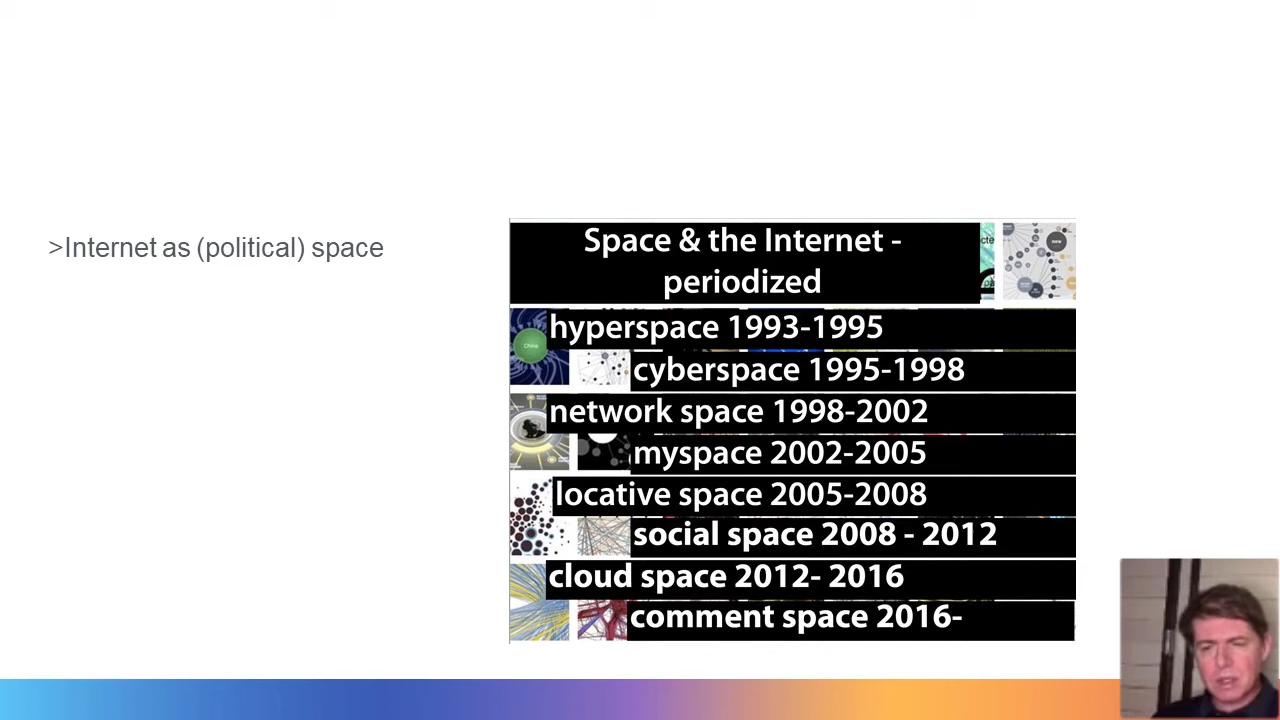 >Internet as (political) space
Space & the Internet -
periodized
hyperspace 1993-1995
China
cyberspace 1995-1998
network space 1998-2002
myspace 2002-2005
locative space 2005-2008
social space 2008 - 2012
cloud space 2012- 2016
comment space 2016-